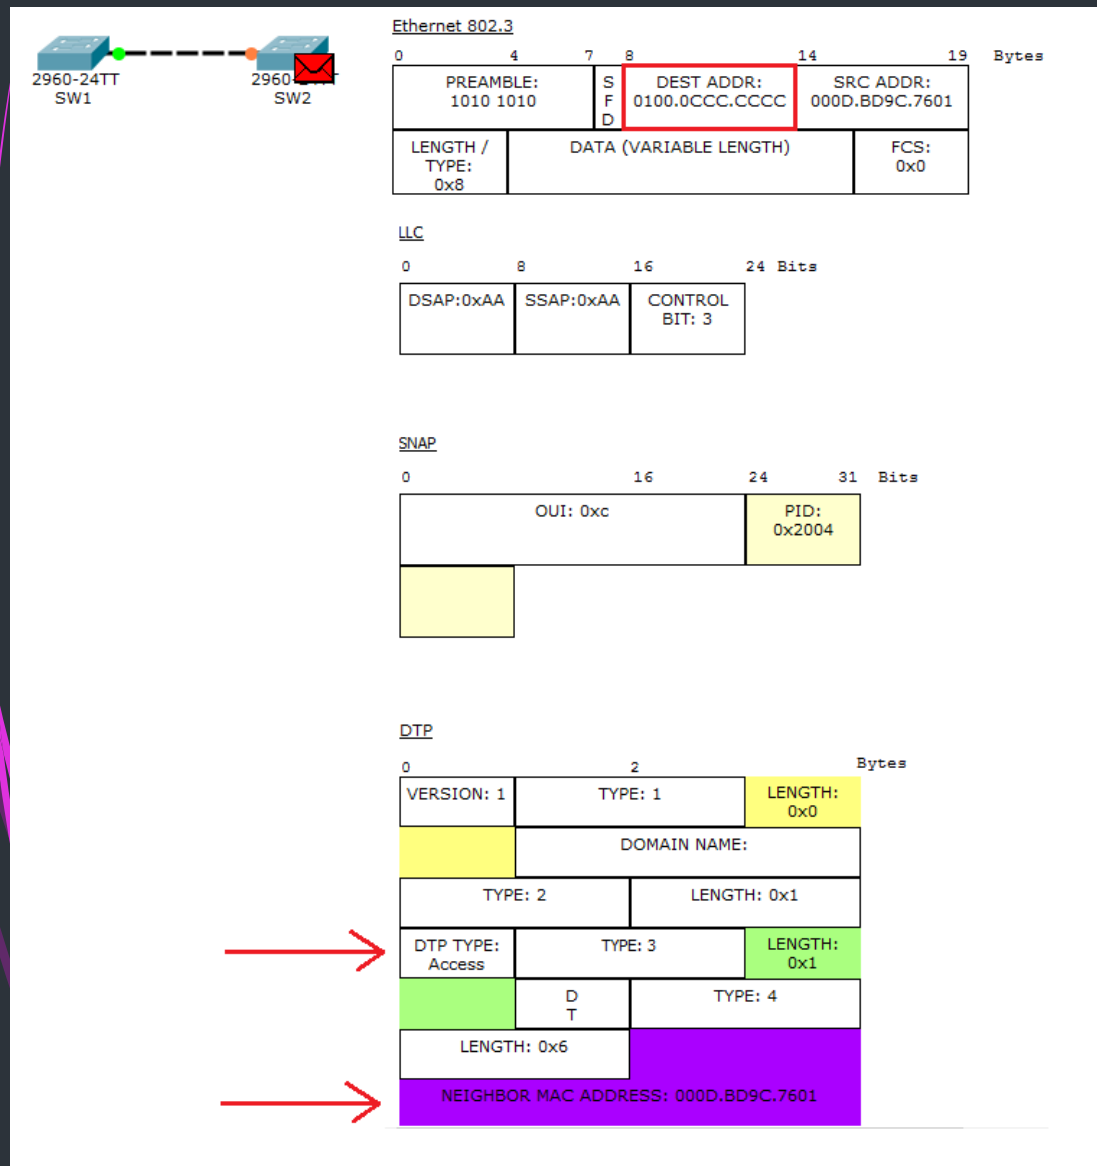 Ethernet 802.3
0 4 7 8 14 19 Bytes
PREAMBLE:
1010 1010
S
F
D
DEST ADDR:
0100.0CCC.CCCC
SRC ADDR:
000D.BD9C.7601
2960-24TT
SW1
SW2
LENGTH /
TYPE:
0x8
DATA (VARIABLE LENGTH)
FCS:
0x0
LLC
0 8 16 24 Bits
DSAP:0xAA
SSAP:0xAA
CONTROL
BIT: 3
SNAP
0 16 24 31 Bits
OUI: 0xc
PID:
0x2004
DTP
0 2 Bytes
VERSION: 1
TYPE: 1
LENGTH:
0x0
DOMAIN NAME:
TYPE: 2
LENGTH: 0x1
DTP TYPE:
Access
TYPE: 3
LENGTH:
0x1
D
T
TYPE: 4
LENGTH: 0x6
NEIGHBOR MAC ADDRESS: 000D.BD9C.7601